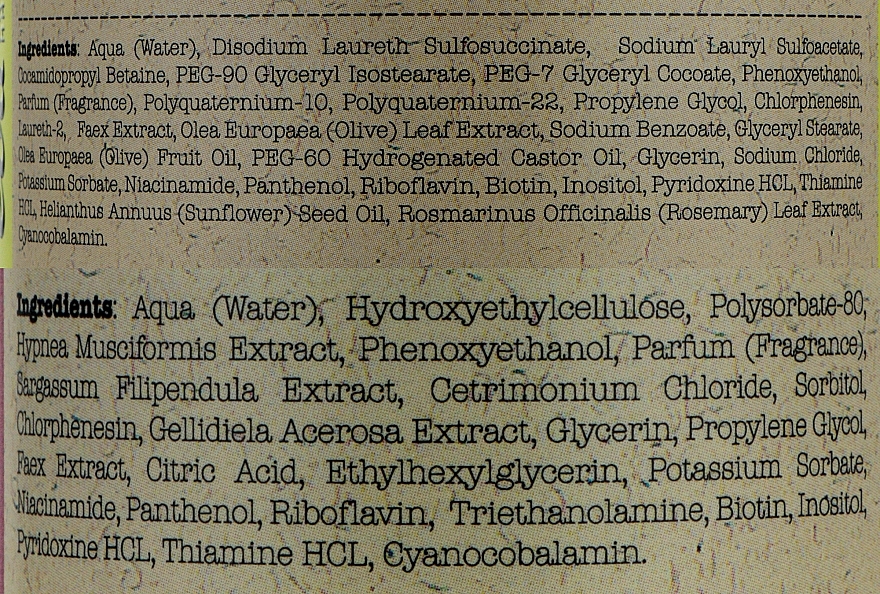 Ingredients: Aqua (Water), Disodium Laureth Sulfosuccinate, Sodium Lauryl Sulfoacetate,
Cocamidopropyl Betaine, PEG-90 Glyceryl Isostearate, PEG-7 Glyceryl Cocoate, Phenoxyethanol,
Parfum (Fragrance), Polyquaternium-10, Polyquaternium-22, Propylene Glycol, Chlorphenesin,
Laureth-2, Faex Extract, Olea Europaea (Olive) Leaf Extract, Sodium Benzoate, Glyceryl Stearate,
Olea Europaea (Olive) Fruit Oil, PEG-60 Hydrogenated Castor Oil, Glycerin, Sodium Chloride,
Potassium Sorbate, Niacinamide, Panthenol, Riboflavin, Biotin, Inositol, Pyridoxine HCL, Thiamine
HCL, Helianthus Annuus (Sunflower) Seed Oil, Rosmarinus Officinalis (Rosemary) Leaf Extract,
Cyanocobalamin.
Ingredients: Aqua (Water), Hydroxyethylcellulose, Polysorbate-80,
Hypnea Musciformis Extract, Phenoxyethanol, Parfum (Fragrance),
Sargassum Filipendula Extract, Cetrimonium Chloride, Sorbitol,
Chlorphenesin, Gellidiela Acerosa Extract, Glycerin, Propylene Glycol,
Faex Extract, Citric Acid, Ethylhexylglycerin, Potassium Sorbate,
Niacinamide, Panthenol, Riboflavin, Triethanolamine, Biotin, Inositol,
Pyridoxine HCL, Thiamine HCL, Cyanocobalamin.